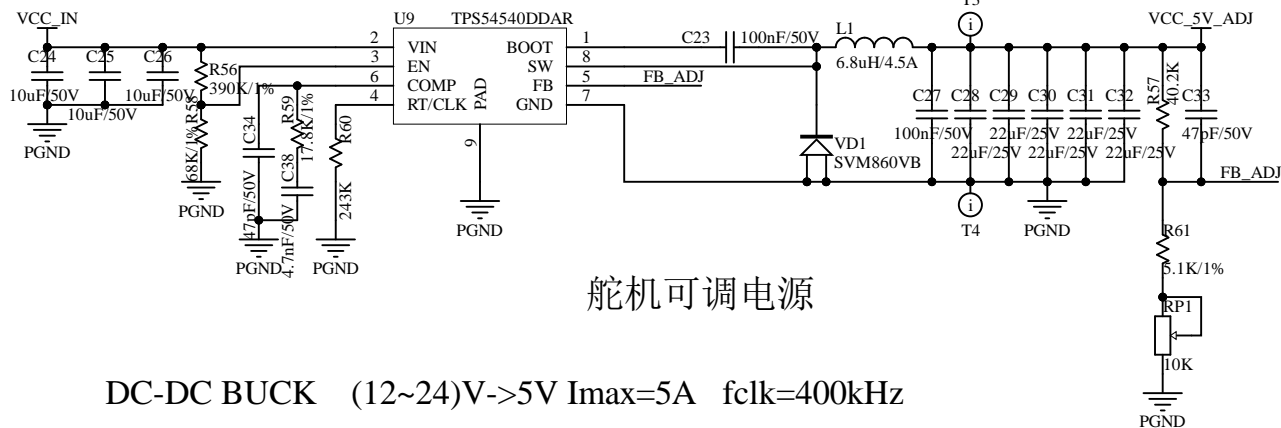 VCC_IN
U9 TPS54540DDAR
C24
10uF/50V
C25
10uF/50V
C26
10uF/50V
R56
390K/1%
R58
68K/1%
PGND
PGND
2 VIN
3 EN
6 COMP
4 RT/CLK
PAD
9
BOOT 1
SW 8
FB 5
GND 7
FB_ADJ
C34
47pF/50V
R59
17.8K/1%
C38
4.7nF/50V
R60
243K
PGND
PGND
PGND
C23 100nF/50V
L1
6.8uH/4.5A
VD1
SVM860VB
i
VCC_5V_ADJ
C27
100nF/50V
C28
22uF/25V
C29
22uF/25V
C30
22uF/25V
C31
22uF/25V
C32
22uF/25V
R57
40.2K
C33
47pF/50V
FB_ADJ
i
T4
PGND
R61
5.1K/1%
RP1
10K
PGND
舵机可调电源
DC-DC BUCK (12~24)V->5V Imax=5A fclk=400kHz